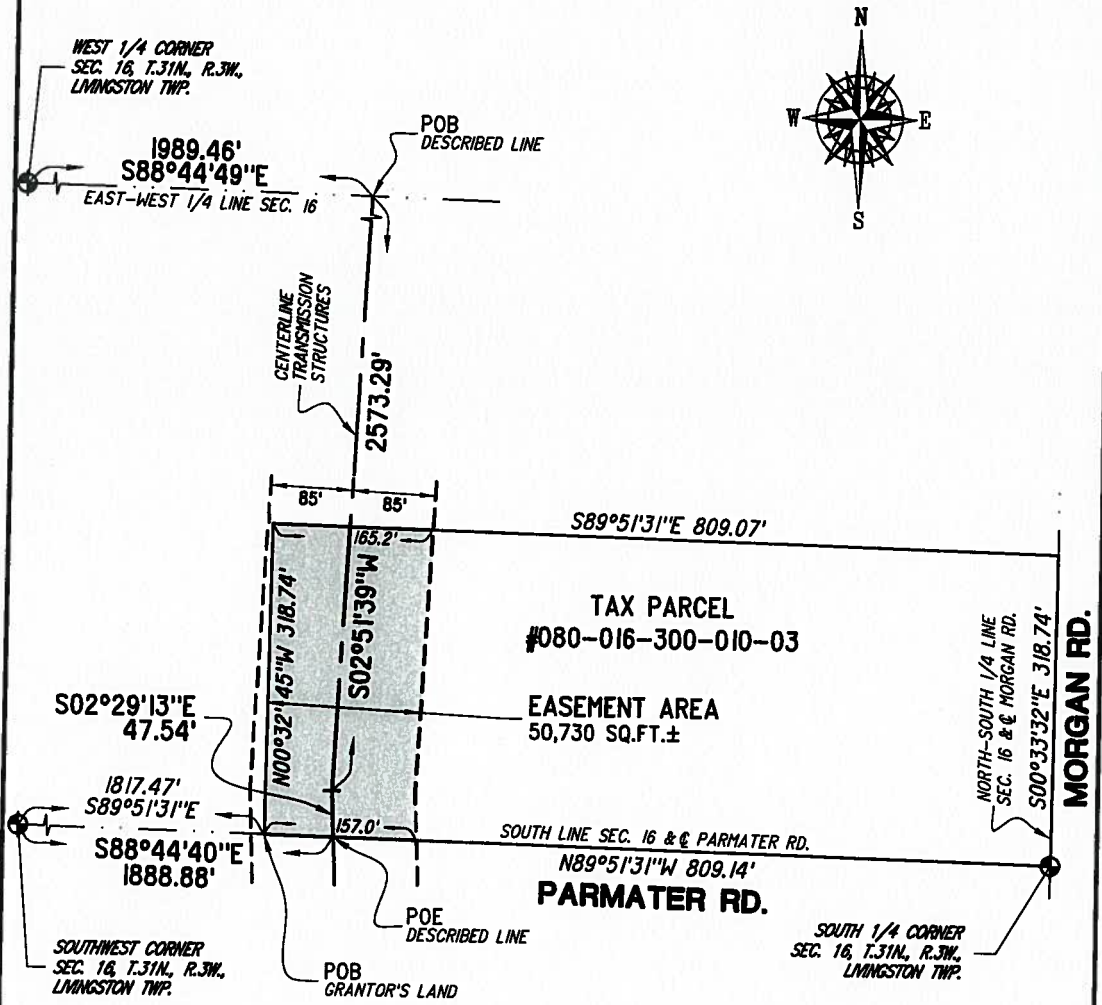 N
W
E
S
WEST 1/4 CORNER
SEC. 16, T.31N., R.3W.,
LIVINGSTON TWP.
POB
DESCRIBED LINE
1989.46'
S88°44'49"E
EAST-WEST 1/4 LINE SEC. 16
CENTERLINE
TRANSMISSION
STRUCTURES
2573.29'
85'
85'
S89°51'31"E 809.07'
165.2'
N00°32'45"W 318.74'
S02°51'39"W
TAX PARCEL
#080-016-300-010-03
EASEMENT AREA
50,730 SQ.FT.±
NORTH-SOUTH 1/4 LINE
SEC. 16 & ℄ MORGAN RD.
S00°33'32"E 318.74'
MORGAN RD.
S02°29'13"E
47.54'
1817.47'
S89°51'31"E
S88°44'40"E
1888.88'
157.0'
SOUTH LINE SEC. 16 & ℄ PARMATER RD.
N89°51'31"W 809.14'
PARMATER RD.
POE
DESCRIBED LINE
SOUTHWEST CORNER
SEC. 16, T.31N., R.3W.,
LIVINGSTON TWP.
POB
GRANTOR'S LAND
SOUTH 1/4 CORNER
SEC. 16, T.31N., R.3W.,
LIVINGSTON TWP.